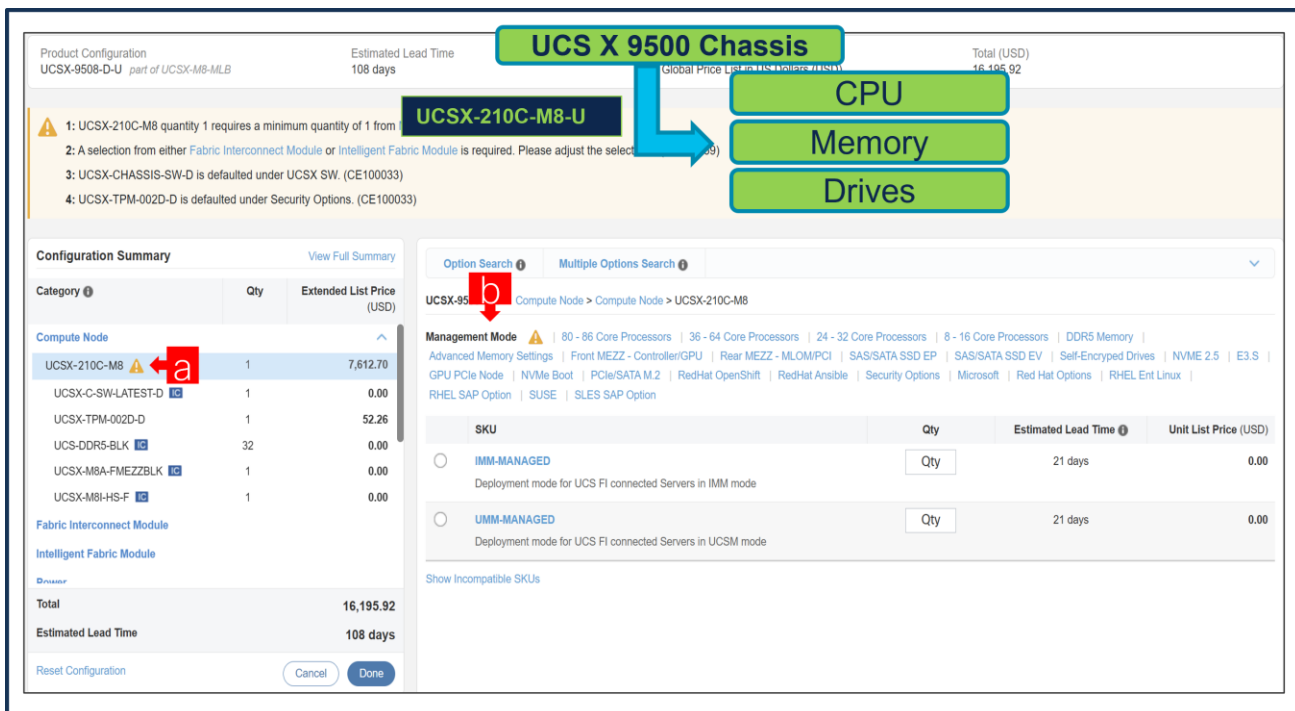 UCS X 9500 Chassis
Product Configuration
UCSX-9508-D-U part of UCSX-M8-MLB
Estimated Lead Time
108 days
Global Price List in US Dollars (USD)
Total (USD)
16,195.92
CPU
Memory
Drives
UCSX-210C-M8-U
1: UCSX-210C-M8 quantity 1 requires a minimum quantity of 1 from
2: A selection from either Fabric Interconnect Module or Intelligent Fabric Module is required. Please adjust the
3: UCSX-CHASSIS-SW-D is defaulted under UCSX SW. (CE100033)
4: UCSX-TPM-002D-D is defaulted under Security Options. (CE100033)
Configuration Summary View Full Summary
Category Qty Extended List Price (USD)
Compute Node
UCSX-210C-M8 a 1 7,612.70
UCSX-C-SW-LATEST-D IC 1 0.00
UCSX-TPM-002D-D 1 52.26
UCS-DDR5-BLK IC 32 0.00
UCSX-M8A-FMEZZBLK IC 1 0.00
UCSX-M8I-HS-F IC 1 0.00
Fabric Interconnect Module
Intelligent Fabric Module
Power
Total 16,195.92
Estimated Lead Time 108 days
Reset Configuration Cancel Done
Option Search Multiple Options Search
b
Compute Node > Compute Node > UCSX-210C-M8
Management Mode | 80 - 86 Core Processors | 36 - 64 Core Processors | 24 - 32 Core Processors | 8 - 16 Core Processors | DDR5 Memory |
Advanced Memory Settings | Front MEZZ - Controller/GPU | Rear MEZZ - MLOM/PCI | SAS/SATA SSD EP | SAS/SATA SSD EV | Self-Encryped Drives | NVME 2.5 | E3.S |
GPU PCIe Node | NVMe Boot | PCIe/SATA M.2 | RedHat OpenShift | RedHat Ansible | Security Options | Microsoft | Red Hat Options | RHEL Ent Linux |
RHEL SAP Option | SUSE | SLES SAP Option
SKU Qty Estimated Lead Time Unit List Price (USD)
IMM-MANAGED Qty 21 days 0.00
Deployment mode for UCS FI connected Servers in IMM mode
UMM-MANAGED Qty 21 days 0.00
Deployment mode for UCS FI connected Servers in UCSM mode
Show Incompatible SKUs